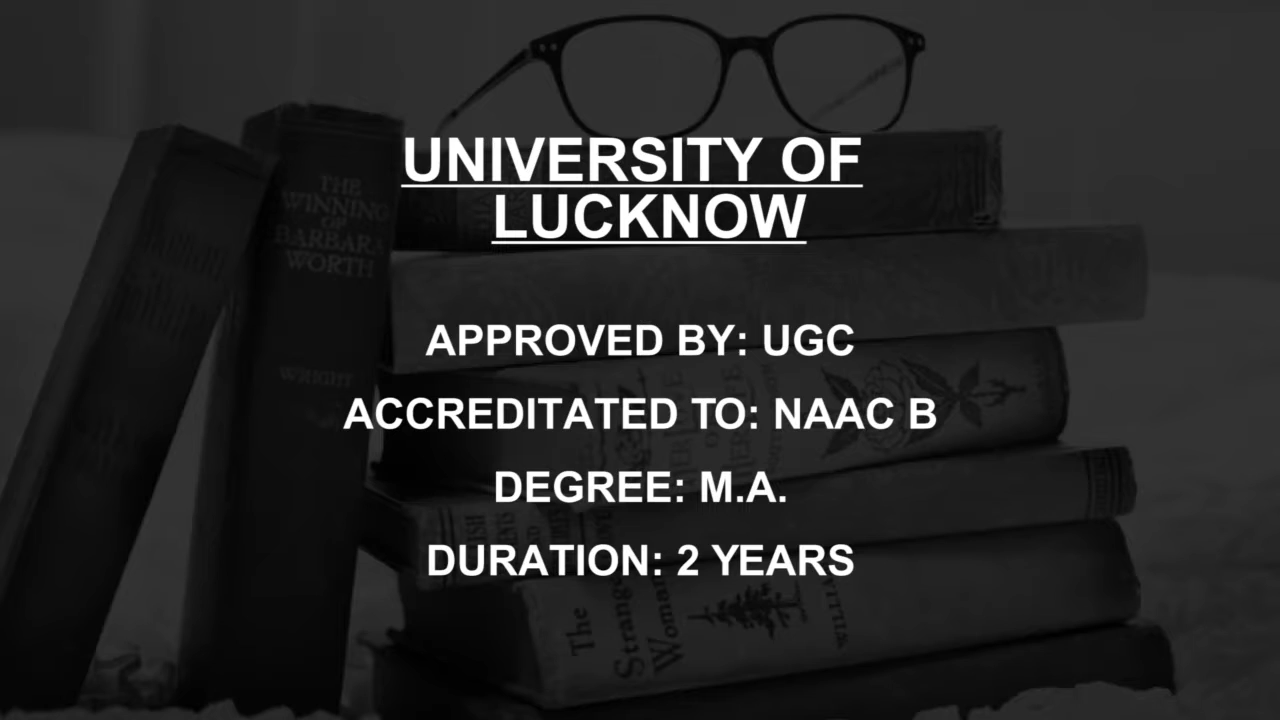 UNIVERSITY OF
LUCKNOW
APPROVED BY: UGC
ACCREDITATED TO: NAAC B
DEGREE: M.A.
DURATION: 2 YEARS
THE
WINNING
OF
BARBARA
WORTH
WRIGHT
The
Strange
Woman